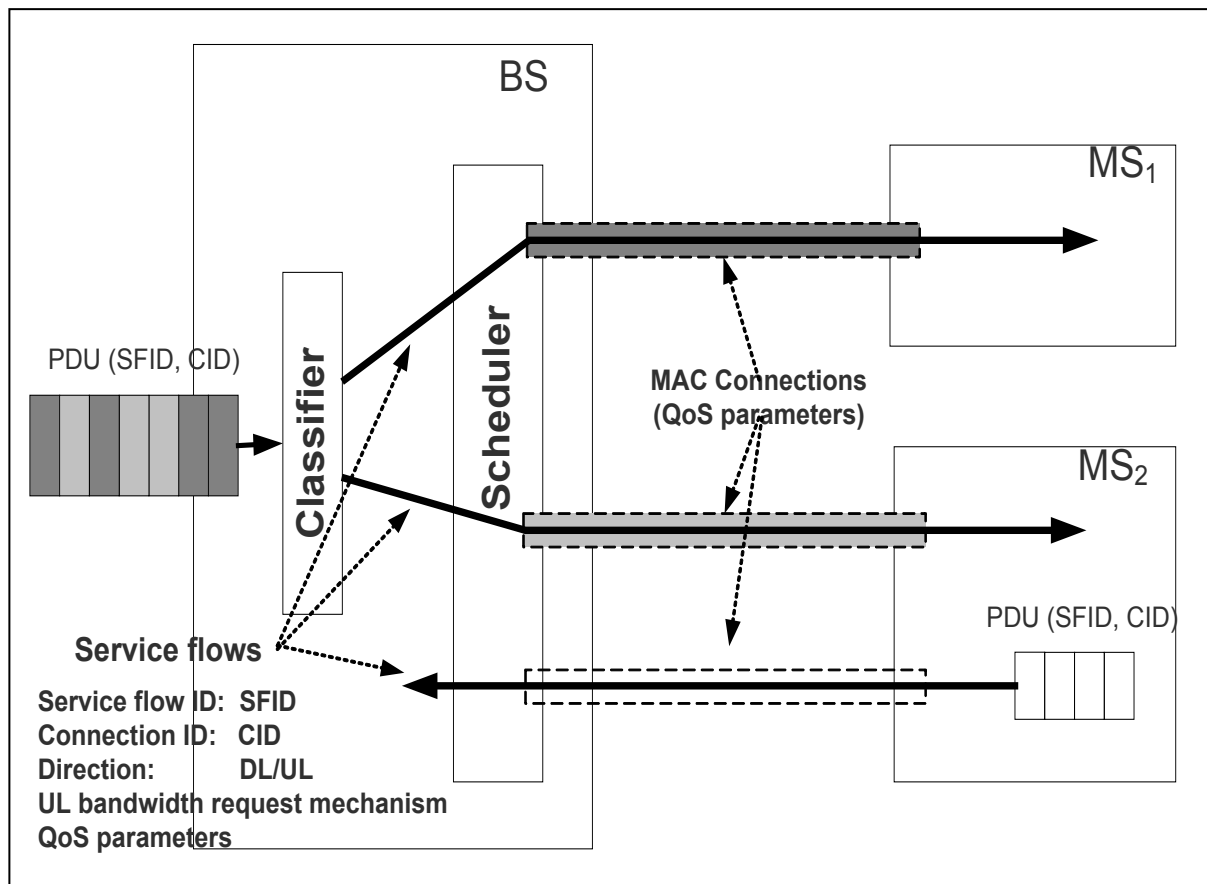 BS
MS1
PDU (SFID, CID)
Classifier
Scheduler
MAC Connections
(QoS parameters)
MS2
PDU (SFID, CID)
Service flows
Service flow ID: SFID
Connection ID: CID
Direction: DL/UL
UL bandwidth request mechanism
QoS parameters